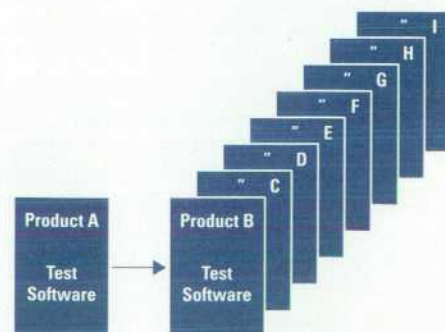 " I
" H
" G
" F
" E
" D
" C
Product A
Test
Software
Product B
Test
Software